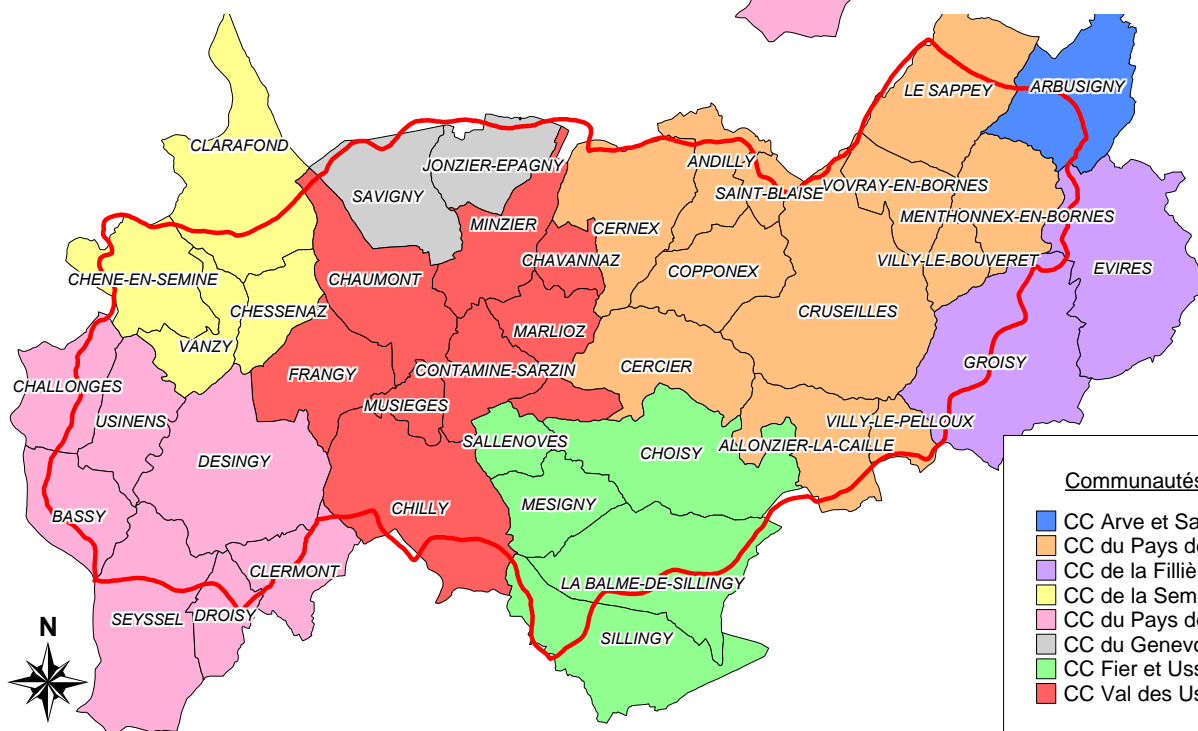 LE SAPPEY
ARBUSIGNY
CLARAFOND
ANDILLY
JONZIER-EPAGNY
SAVIGNY
SAINT-BLAISE
VOVRAY-EN-BORNES
MENTHONNEX-EN-BORNES
MINZIER
CERNEX
CHAVANNAZ
VILLY-LE-BOUVERET
EVIRES
COPPONEX
CHENE-EN-SEMINE
CHAUMONT
CHESSENAZ
CRUSEILLES
MARLIOZ
VANZY
GROISY
CERCIER
CONTAMINE-SARZIN
FRANGY
CHALLONGES
MUSIEGES
USINENS
VILLY-LE-PELLOUX
SALLENOVES
ALLONZIER-LA-CAILLE
CHOISY
DESINGY
MESIGNY
CHILLY
BASSY
CLERMONT
LA BALME-DE-SILLINGY
DROISY
SEYSSEL
SILLINGY
N
Communautés
CC Arve et Sa
CC du Pays de
CC de la Filliè
CC de la Sem
CC du Pays de
CC du Genevo
CC Fier et Uss
CC Val des Us